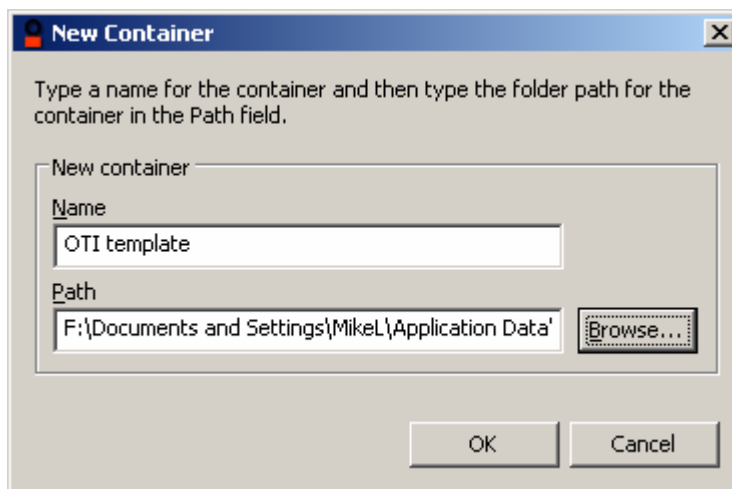 New Container
Type a name for the container and then type the folder path for the
container in the Path field.
New container
Name
OTI template
Path
F:\Documents and Settings\MikeL\Application Data'
Browse...
OK
Cancel